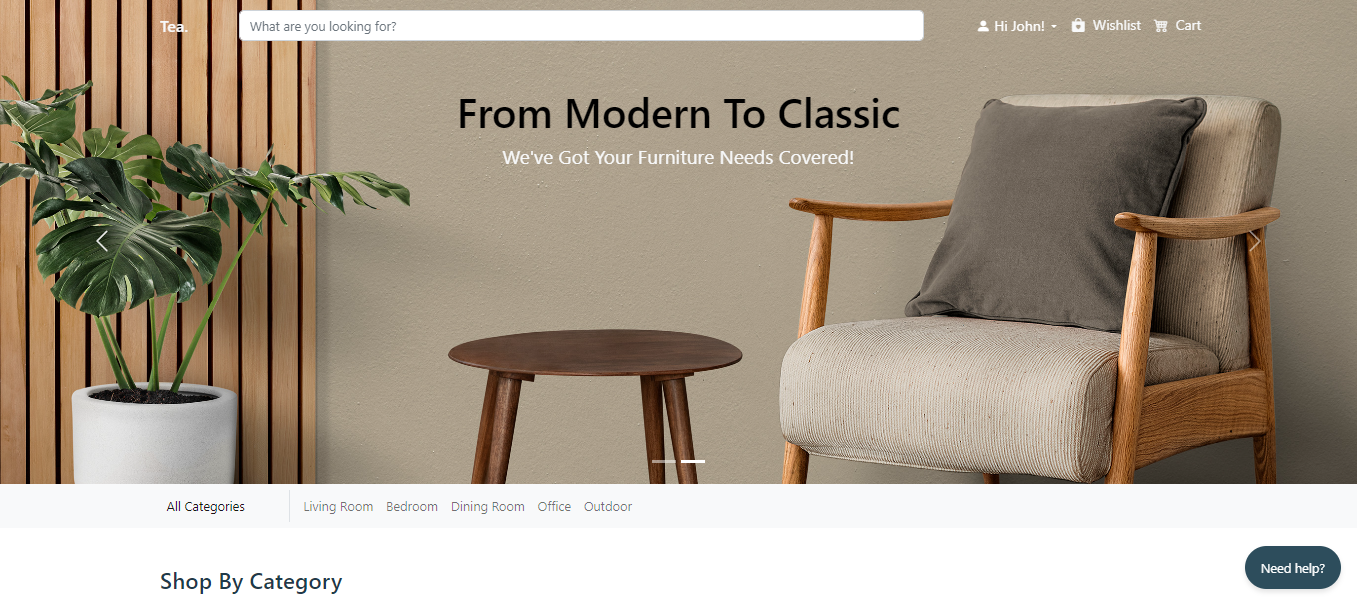 Tea.
What are you looking for?
Hi John!
Wishlist
Cart
From Modern To Classic
We've Got Your Furniture Needs Covered!
All Categories
Living Room
Bedroom
Dining Room
Office
Outdoor
Shop By Category
Need help?